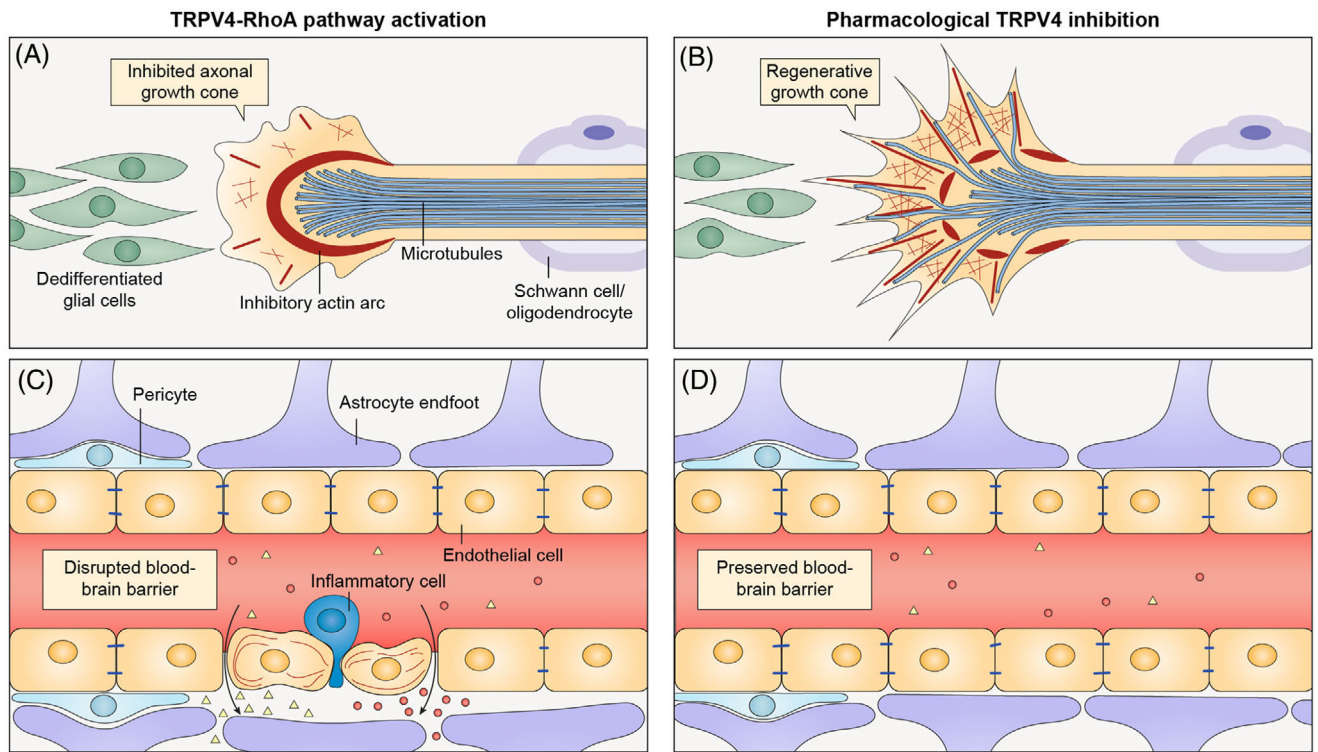 TRPV4-RhoA pathway activation
Pharmacological TRPV4 inhibition
(A)
Inhibited axonal
growth cone
Dedifferentiated
glial cells
Inhibitory actin arc
Microtubules
Schwann cell/
oligodendrocyte
(B)
Regenerative
growth cone
(C)
Pericyte
Astrocyte endfoot
Endothelial cell
Disrupted blood-
brain barrier
Inflammatory cell
(D)
Preserved blood-
brain barrier